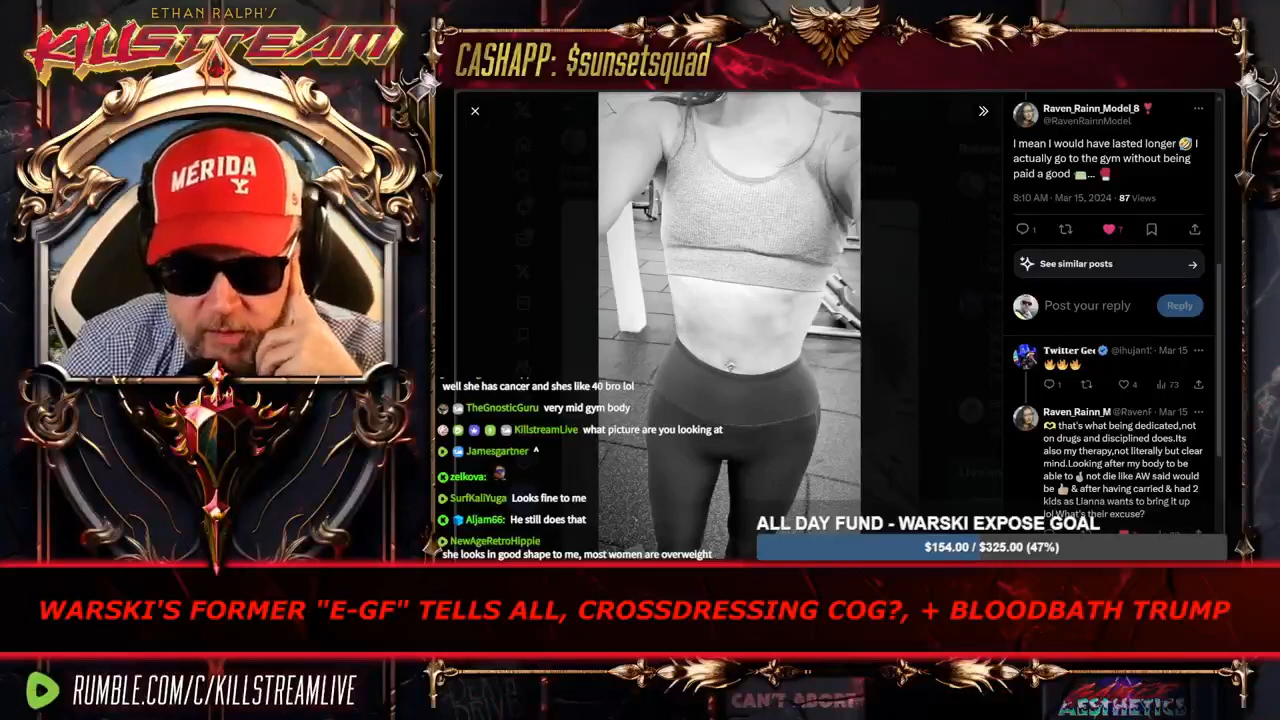 ETHAN RALPH'S
KILLSTREAM
CASHAPP: $sunsetsquad
MÉRIDA
Y
Raven_Rainn_Model_8
@RavenRainnModel
I mean I would have lasted longer 🤣 I
actually go to the gym without being
paid a good 💵... 🌹
8:10 AM · Mar 15, 2024 · 87 Views
1
7
See similar posts
Post your reply
Reply
Twitter Ge @ihujan1: · Mar 15
🔥🔥🔥
1
4
73
Raven_Rainn_M @RavenF · Mar 15
🫶 that's what being dedicated,not
on drugs and disciplined does.Its
also my therapy,not literally but clear
mind.Looking after my body to be
able to not die like AW said would
be & after having carried & had 2
kids as Lianna wants to bring it up
lol.What's their excuse?
well she has cancer and shes like 40 bro lol
TheGnosticGuru very mid gym body
KillstreamLive what picture are you looking at
Jamesgartner ^
zelkova:
SurfKaliYuga Looks fine to me
Aljam66: He still does that
NewAgeRetroHippie
she looks in good shape to me, most women are overweight
ALL DAY FUND - WARSKI EXPOSE GOAL
$154.00 / $325.00 (47%)
WARSKI'S FORMER "E-GF" TELLS ALL, CROSSDRESSING COG?, + BLOODBATH TRUMP
RUMBLE.COM/C/KILLSTREAMLIVE
CAN'T ABORT
AESTHETICS